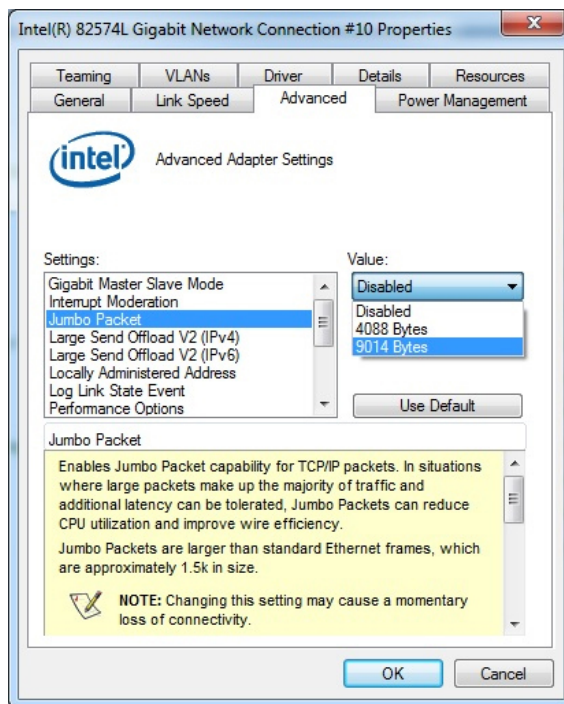 Intel(R) 82574L Gigabit Network Connection #10 Properties
Teaming VLANs Driver Details Resources
General Link Speed Advanced Power Management
intel Advanced Adapter Settings
Settings: Value:
Gigabit Master Slave Mode Disabled
Interrupt Moderation Disabled
Jumbo Packet 4088 Bytes
Large Send Offload V2 (IPv4) 9014 Bytes
Large Send Offload V2 (IPv6)
Locally Administered Address
Log Link State Event
Performance Options Use Default
Jumbo Packet
Enables Jumbo Packet capability for TCP/IP packets. In situations
where large packets make up the majority of traffic and
additional latency can be tolerated, Jumbo Packets can reduce
CPU utilization and improve wire efficiency.
Jumbo Packets are larger than standard Ethernet frames, which
are approximately 1.5k in size.
NOTE: Changing this setting may cause a momentary
loss of connectivity.
OK Cancel